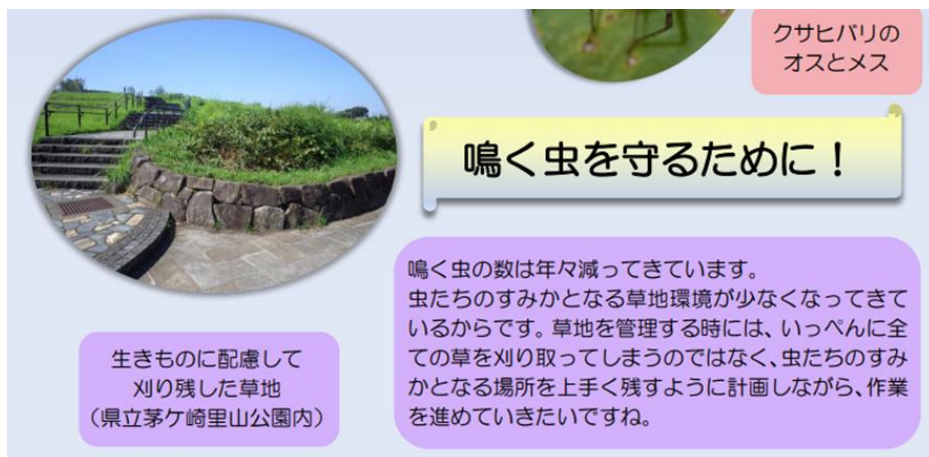 クサヒバリの
オスとメス
鳴く虫を守るために！
鳴く虫の数は年々減ってきています。
虫たちのすみかとなる草地環境が少なくなってきて
いるからです。草地を管理する時には、いっぺんに全
ての草を刈り取ってしまうのではなく、虫たちのすみ
かとなる場所を上手く残すように計画しながら、作業
を進めていきたいですね。
生きものに配慮して
刈り残した草地
（県立茅ケ崎里山公園内）